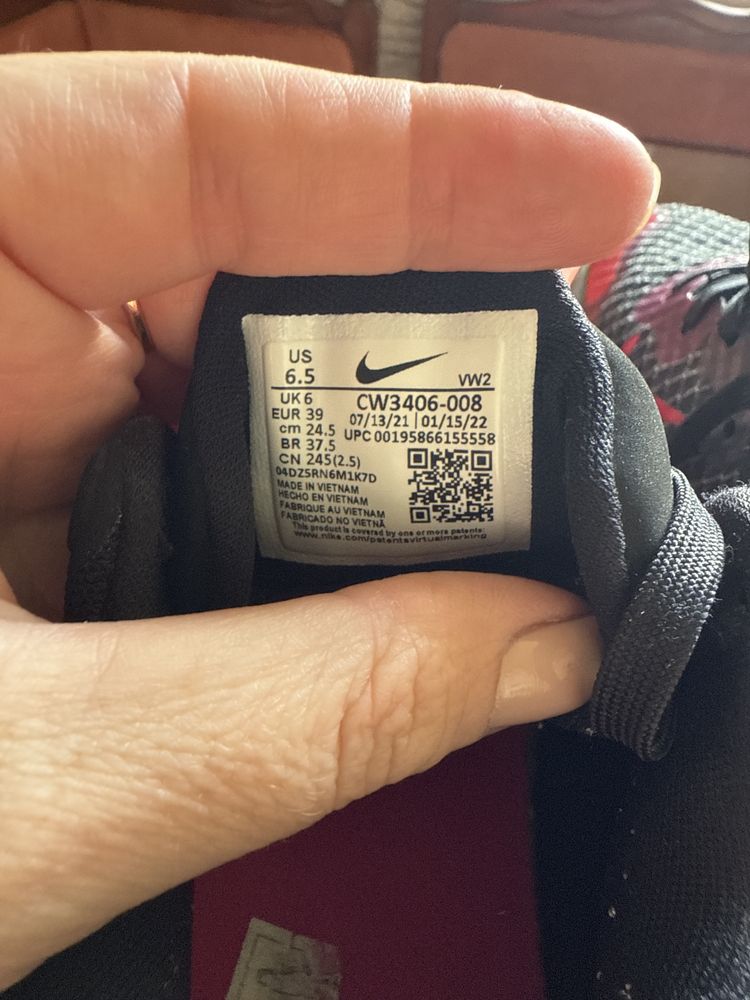 US
6.5
VW2
UK 6
EUR 39
cm 24.5
BR 37.5
CN 245(2.5)
04DZ5RN6M1K7D
CW3406-008
07/13/21 | 01/15/22
UPC 00195866155558
MADE IN VIETNAM
HECHO EN VIETNAM
FABRIQUE AU VIETNAM
FABRICADO NO VIETNÃ
This product is covered by one or more patents:
www.nike.com/patentsvirtualmarking